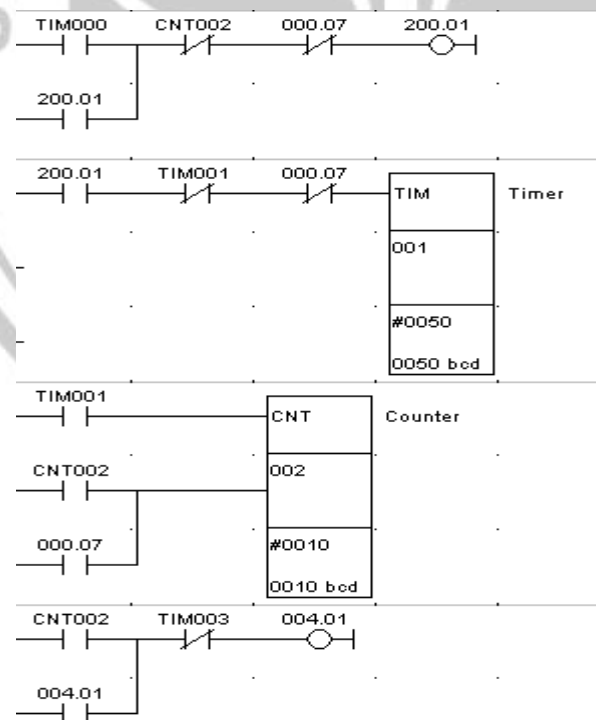 TIM000 CNT002 000.07 200.01
200.01
200.01 TIM001 000.07
TIM Timer
001
#0050
0050 bcd
TIM001
CNT Counter
CNT002
002
000.07
#0010
0010 bcd
CNT002 TIM003 004.01
004.01